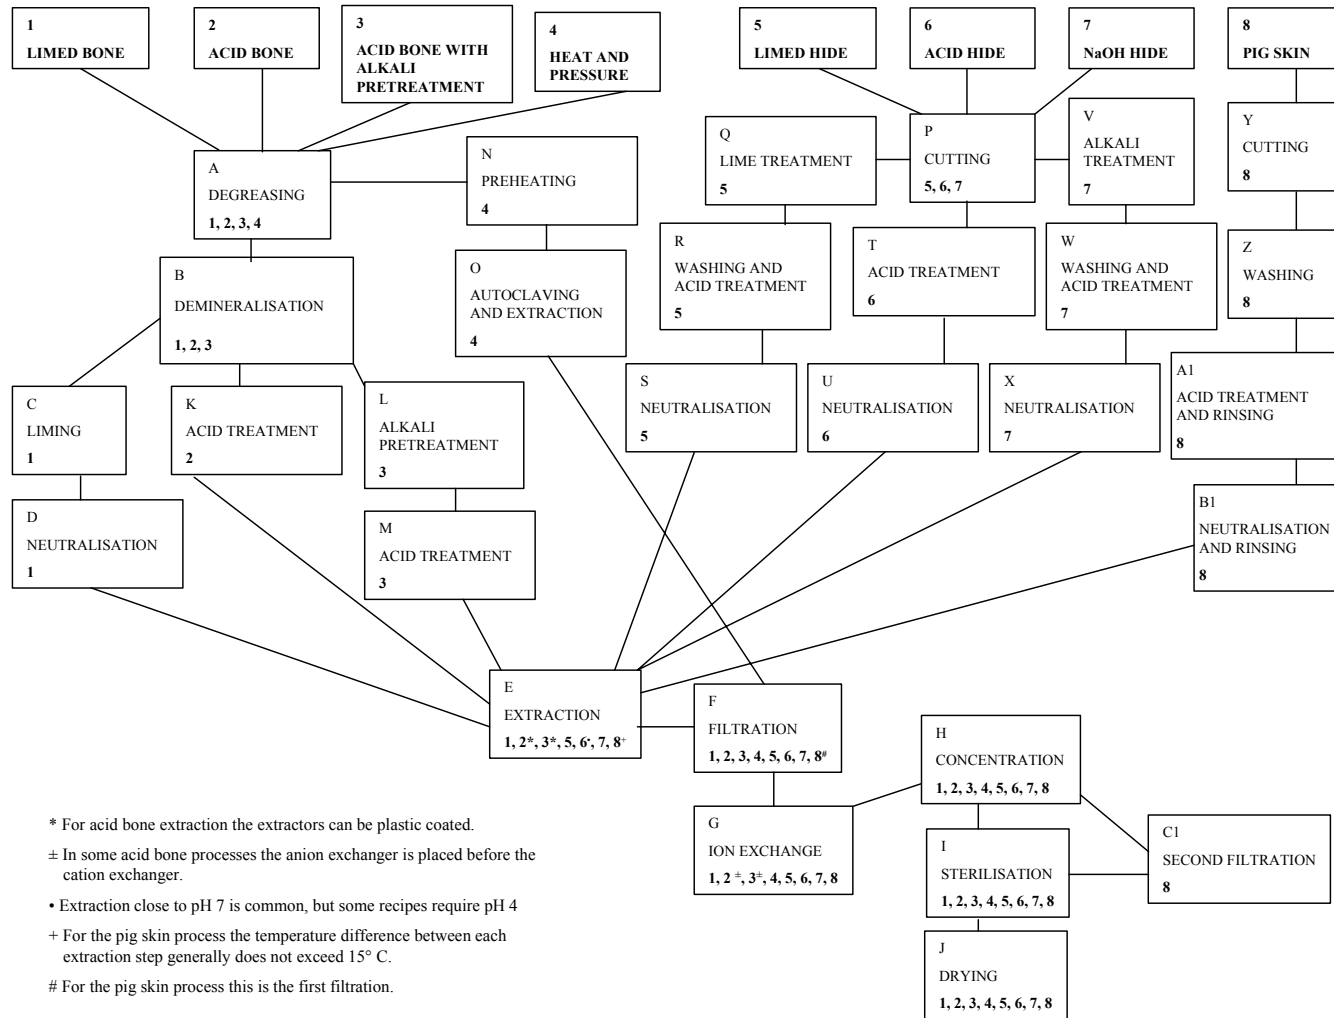 1
LIMED BONE
2
ACID BONE
3
ACID BONE WITH
ALKALI
PRETREATMENT
4
HEAT AND
PRESSURE
5
LIMED HIDE
6
ACID HIDE
7
NaOH HIDE
8
PIG SKIN
A
DEGREASING
1, 2, 3, 4
N
PREHEATING
4
Q
LIME TREATMENT
5
P
CUTTING
5, 6, 7
V
ALKALI
TREATMENT
7
Y
CUTTING
8
B
DEMINERALISATION
1, 2, 3
O
AUTOCLAVING
AND EXTRACTION
4
R
WASHING AND
ACID TREATMENT
5
T
ACID TREATMENT
6
W
WASHING AND
ACID TREATMENT
7
Z
WASHING
8
C
LIMING
1
K
ACID TREATMENT
2
L
ALKALI
PRETREATMENT
3
S
NEUTRALISATION
5
U
NEUTRALISATION
6
X
NEUTRALISATION
7
A1
ACID TREATMENT
AND RINSING
8
D
NEUTRALISATION
1
M
ACID TREATMENT
3
B1
NEUTRALISATION
AND RINSING
8
E
EXTRACTION
1, 2*, 3*, 5, 6•, 7, 8+
F
FILTRATION
1, 2, 3, 4, 5, 6, 7, 8#
H
CONCENTRATION
1, 2, 3, 4, 5, 6, 7, 8
G
ION EXCHANGE
1, 2 ±, 3±, 4, 5, 6, 7, 8
I
STERILISATION
1, 2, 3, 4, 5, 6, 7, 8
C1
SECOND FILTRATION
8
J
DRYING
1, 2, 3, 4, 5, 6, 7, 8
* For acid bone extraction the extractors can be plastic coated.
± In some acid bone processes the anion exchanger is placed before the
cation exchanger.
• Extraction close to pH 7 is common, but some recipes require pH 4
+ For the pig skin process the temperature difference between each
extraction step generally does not exceed 15° C.
# For the pig skin process this is the first filtration.